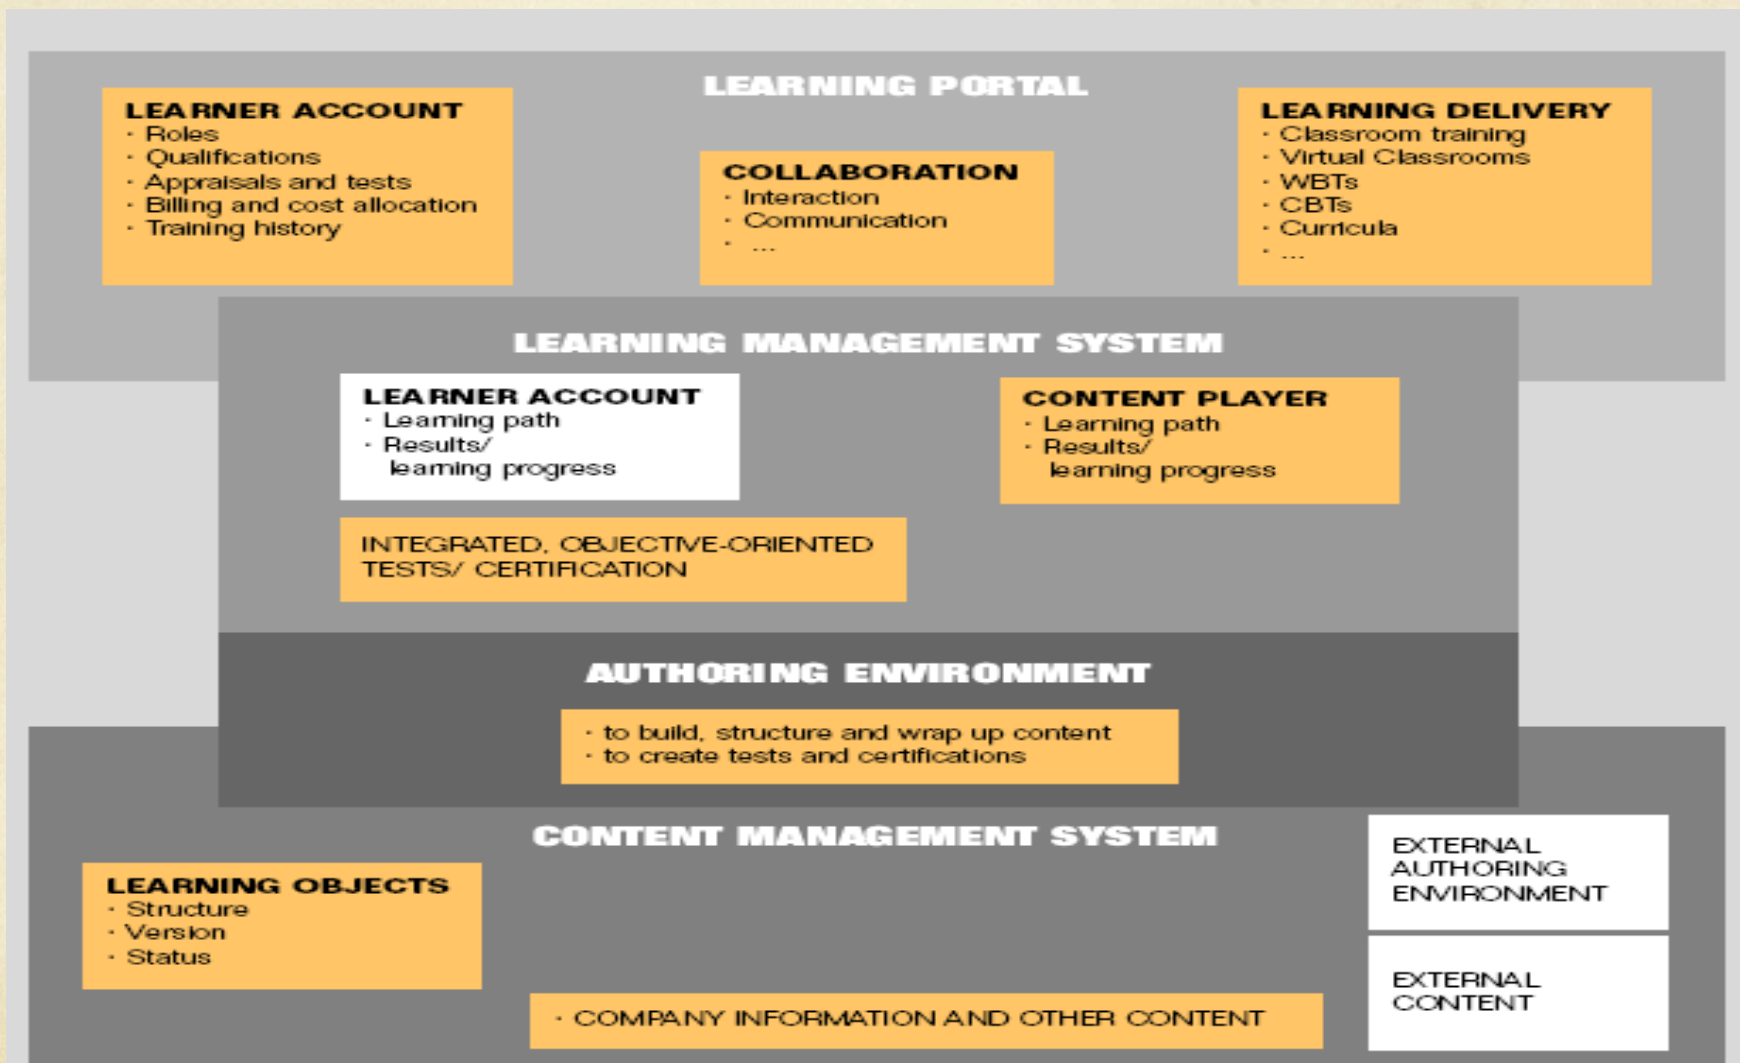 LEARNING PORTAL
LEARNER ACCOUNT
· Roles
· Qualifications
· Appraisals and tests
· Billing and cost allocation
· Training history
COLLABORATION
· Interaction
· Communication
· ...
LEARNING DELIVERY
· Classroom training
· Virtual Classrooms
· WBTs
· CBTs
· Curricula
· ...
LEARNING MANAGEMENT SYSTEM
LEARNER ACCOUNT
· Learning path
· Results/
learning progress
CONTENT PLAYER
· Learning path
· Results/
learning progress
INTEGRATED, OBJECTIVE-ORIENTED
TESTS/ CERTIFICATION
AUTHORING ENVIRONMENT
· to build, structure and wrap up content
· to create tests and certifications
CONTENT MANAGEMENT SYSTEM
LEARNING OBJECTS
· Structure
· Version
· Status
EXTERNAL
AUTHORING
ENVIRONMENT
EXTERNAL
CONTENT
· COMPANY INFORMATION AND OTHER CONTENT